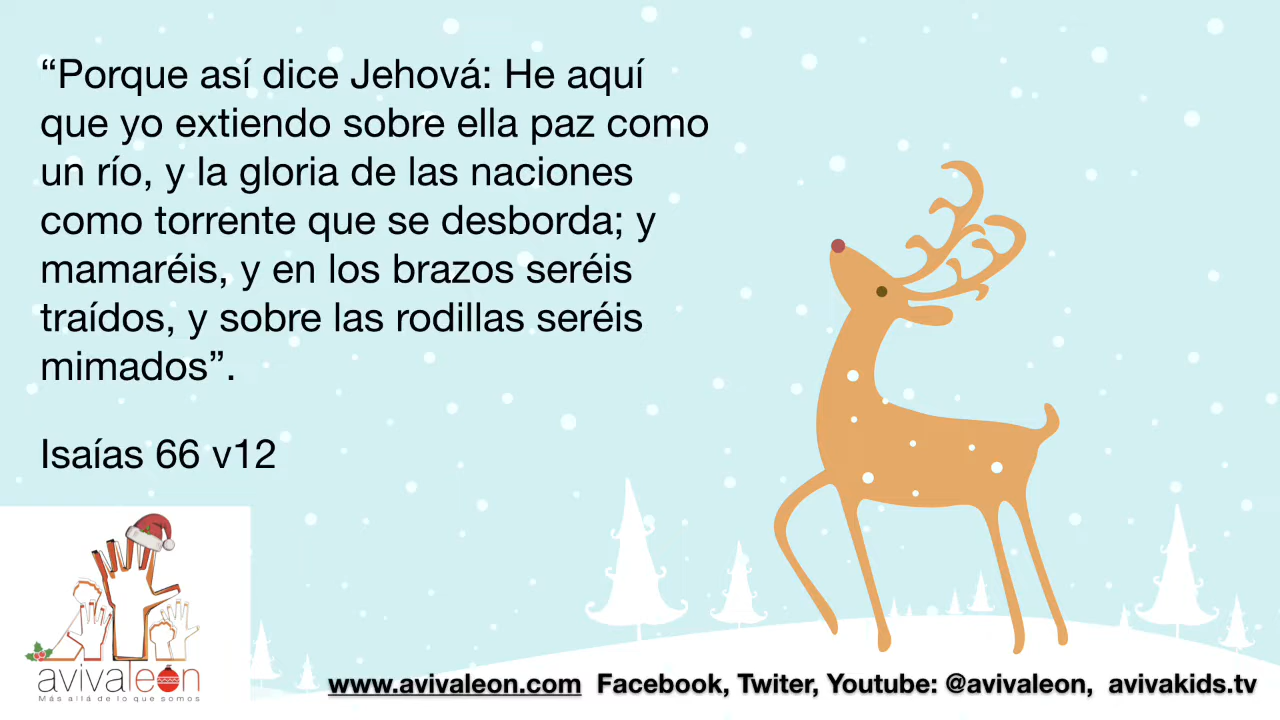 “Porque así dice Jehová: He aquí
que yo extiendo sobre ella paz como
un río, y la gloria de las naciones
como torrente que se desborda; y
mamaréis, y en los brazos seréis
traídos, y sobre las rodillas seréis
mimados”.
Isaías 66 v12
avivaleón
Más allá de lo que somos
www.avivaleon.com Facebook, Twiter, Youtube: @avivaleon, avivakids.tv